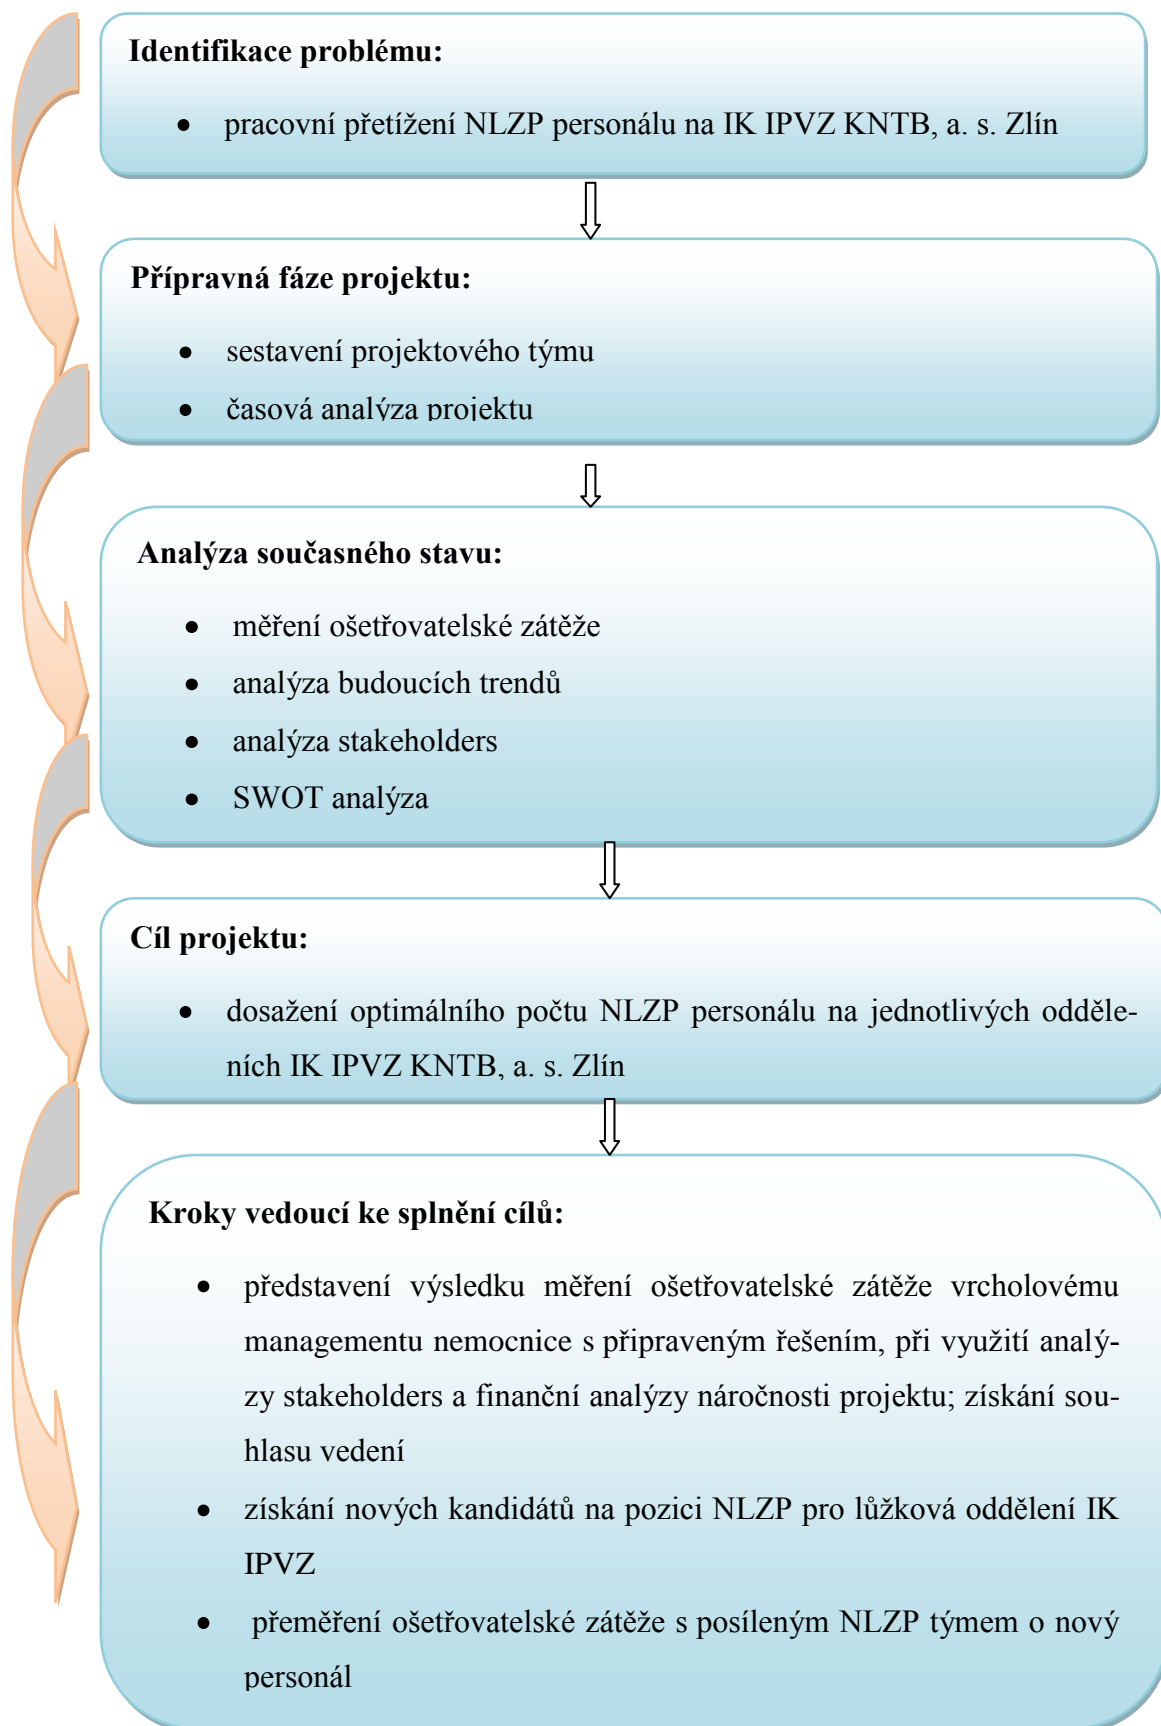 Identifikace problému:
• pracovní přetížení NLZP personálu na IK IPVZ KNTB, a. s. Zlín
Přípravná fáze projektu:
• sestavení projektového týmu
• časová analýza projektu
Analýza současného stavu:
• měření ošetřovatelské zátěže
• analýza budoucích trendů
• analýza stakeholders
• SWOT analýza
Cíl projektu:
• dosažení optimálního počtu NLZP personálu na jednotlivých odděle-
ních IK IPVZ KNTB, a. s. Zlín
Kroky vedoucí ke splnění cílů:
• představení výsledku měření ošetřovatelské zátěže vrcholovému
managementu nemocnice s připraveným řešením, při využití analý-
zy stakeholders a finanční analýzy náročnosti projektu; získání sou-
hlasu vedení
• získání nových kandidátů na pozici NLZP pro lůžková oddělení IK
IPVZ
• přeměření ošetřovatelské zátěže s posíleným NLZP týmem o nový
personál